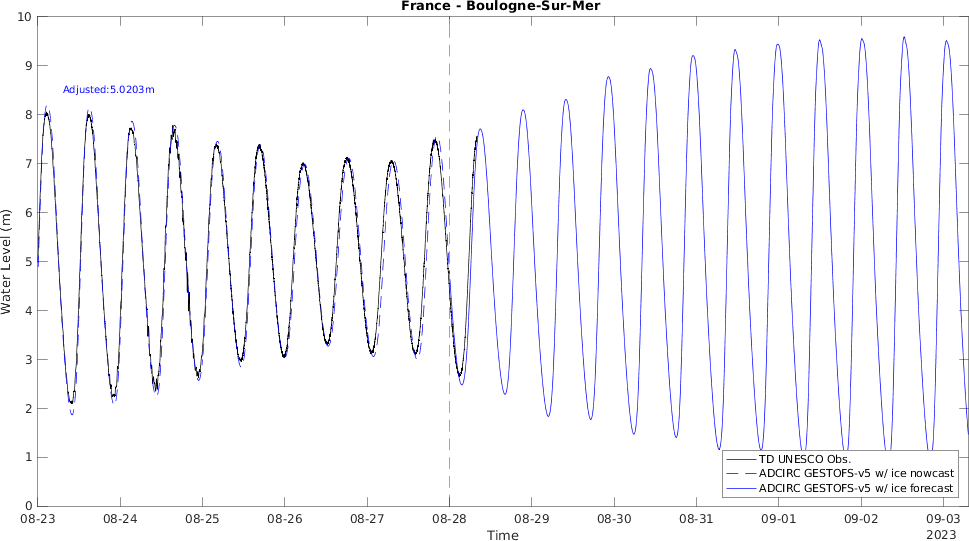 France - Boulogne-Sur-Mer
10
9
8
7
6
5
4
3
2
1
0
Water Level (m)
Adjusted:5.0203m
TD UNESCO Obs.
ADCIRC GESTOFS-v5 w/ ice nowcast
ADCIRC GESTOFS-v5 w/ ice forecast
08-23 08-24 08-25 08-26 08-27 08-28 08-29 08-30 08-31 09-01 09-02 09-03
2023
Time